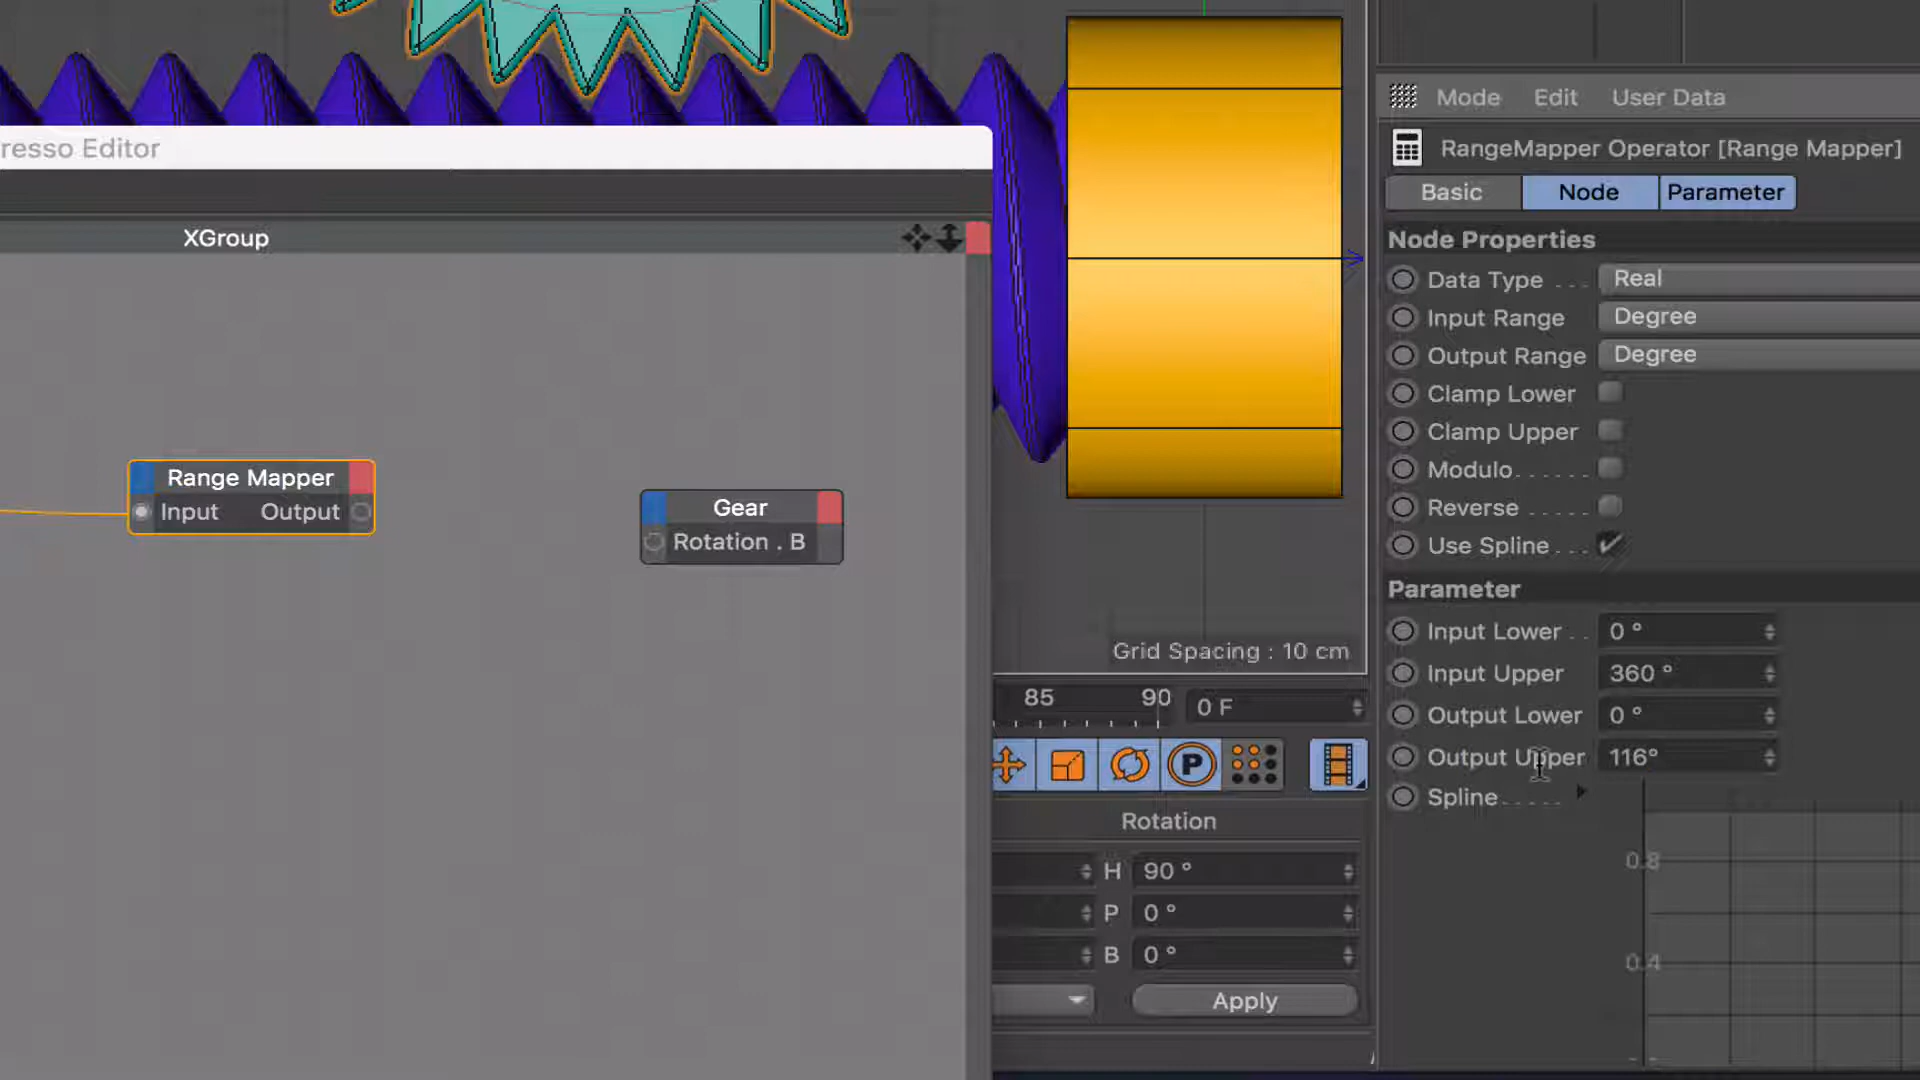 resso Editor
XGroup
Range Mapper
Input Output
Gear
Rotation . B
Grid Spacing : 10 cm
85 90 0 F
P
Rotation
H 90 °
P 0 °
B 0 °
Apply
Mode Edit User Data
RangeMapper Operator [Range Mapper]
Basic Node Parameter
Node Properties
Data Type . . . Real
Input Range Degree
Output Range Degree
Clamp Lower
Clamp Upper
Modulo. . . . . .
Reverse . . . . .
Use Spline . . .
Parameter
Input Lower . . 0 °
Input Upper 360 °
Output Lower 0 °
Output Upper 116°
Spline. . . . .
0.8
0.4